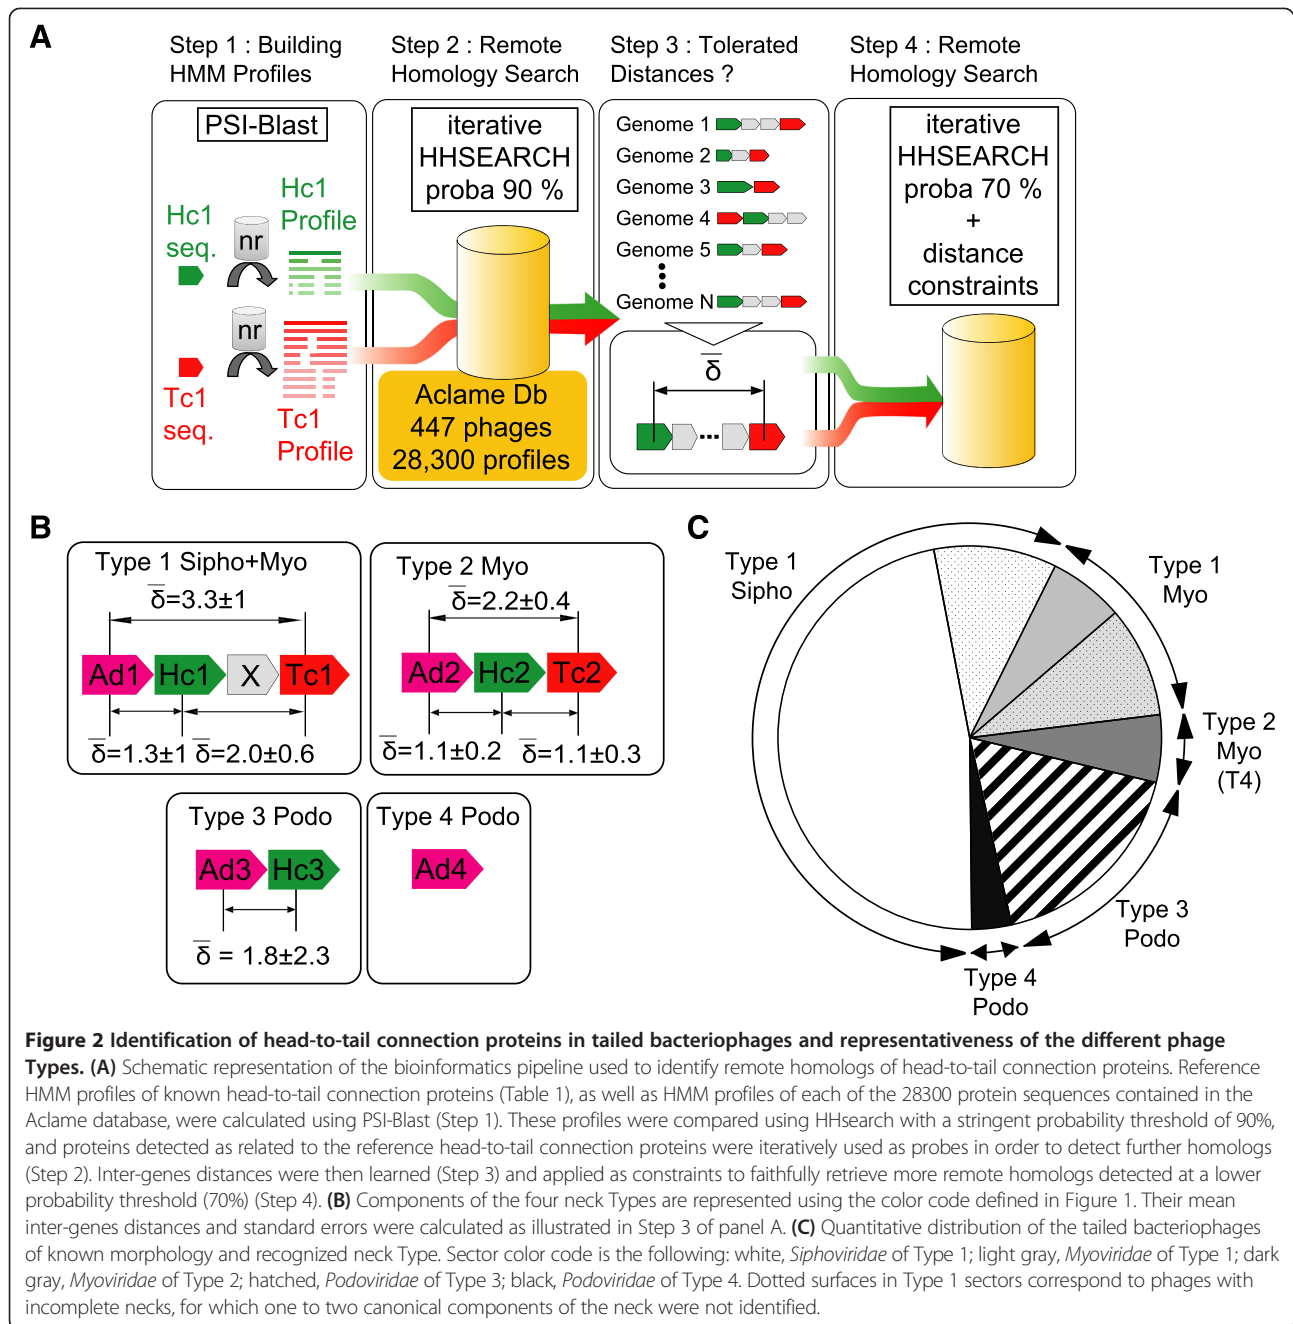 A
Step 1 : Building
HMM Profiles
Step 2 : Remote
Homology Search
Step 3 : Tolerated
Distances ?
Step 4 : Remote
Homology Search
PSI-Blast
Hc1
seq.
nr
Hc1
Profile
nr
Tc1
seq.
Tc1
Profile
iterative
HHSEARCH
proba 90 %
Aclame Db
447 phages
28,300 profiles
Genome 1
Genome 2
Genome 3
Genome 4
Genome 5
Genome N
δ̅
iterative
HHSEARCH
proba 70 %
+
distance
constraints
B
Type 1 Sipho+Myo
δ̅=3.3±1
Ad1 Hc1 X Tc1
δ̅=1.3±1 δ̅=2.0±0.6
Type 2 Myo
δ̅=2.2±0.4
Ad2 Hc2 Tc2
δ̅=1.1±0.2 δ̅=1.1±0.3
Type 3 Podo
Ad3 Hc3
δ̅ = 1.8±2.3
Type 4 Podo
Ad4
C
Type 1
Sipho
Type 1
Myo
Type 2
Myo
(T4)
Type 3
Podo
Type 4
Podo
Figure 2 Identification of head-to-tail connection proteins in tailed bacteriophages and representativeness of the different phage
Types. (A) Schematic representation of the bioinformatics pipeline used to identify remote homologs of head-to-tail connection proteins. Reference
HMM profiles of known head-to-tail connection proteins (Table 1), as well as HMM profiles of each of the 28300 protein sequences contained in the
Aclame database, were calculated using PSI-Blast (Step 1). These profiles were compared using HHsearch with a stringent probability threshold of 90%,
and proteins detected as related to the reference head-to-tail connection proteins were iteratively used as probes in order to detect further homologs
(Step 2). Inter-genes distances were then learned (Step 3) and applied as constraints to faithfully retrieve more remote homologs detected at a lower
probability threshold (70%) (Step 4). (B) Components of the four neck Types are represented using the color code defined in Figure 1. Their mean
inter-genes distances and standard errors were calculated as illustrated in Step 3 of panel A. (C) Quantitative distribution of the tailed bacteriophages
of known morphology and recognized neck Type. Sector color code is the following: white, Siphoviridae of Type 1; light gray, Myoviridae of Type 1; dark
gray, Myoviridae of Type 2; hatched, Podoviridae of Type 3; black, Podoviridae of Type 4. Dotted surfaces in Type 1 sectors correspond to phages with
incomplete necks, for which one to two canonical components of the neck were not identified.